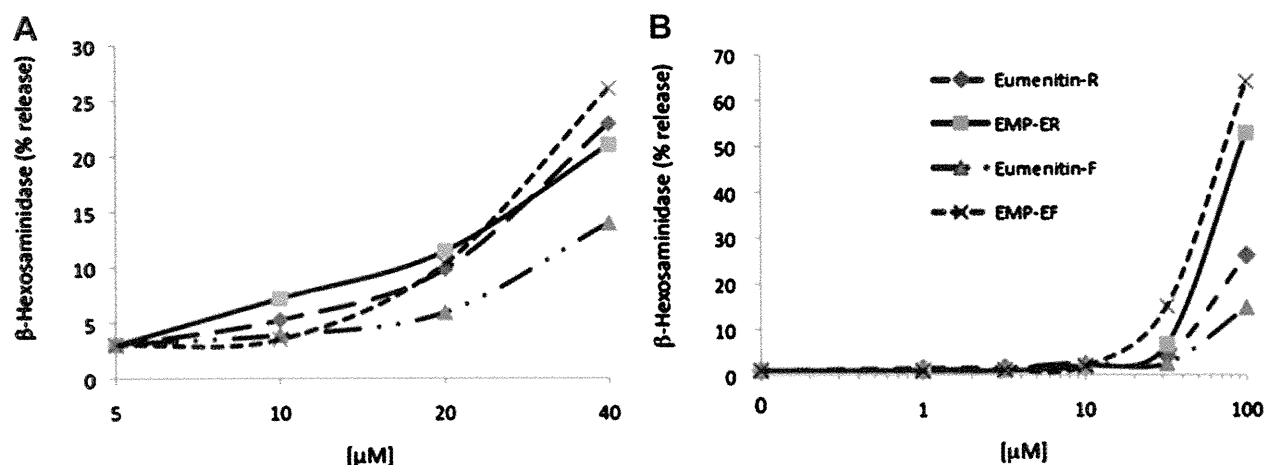 A
β-Hexosaminidase (% release)
30
25
20
15
10
5
0
5 10 20 40
[µM]
B
β-Hexosaminidase (% release)
70
60
50
40
30
20
10
0
0 1 10 100
[µM]
Eumenitin-R
EMP-ER
Eumenitin-F
EMP-EF